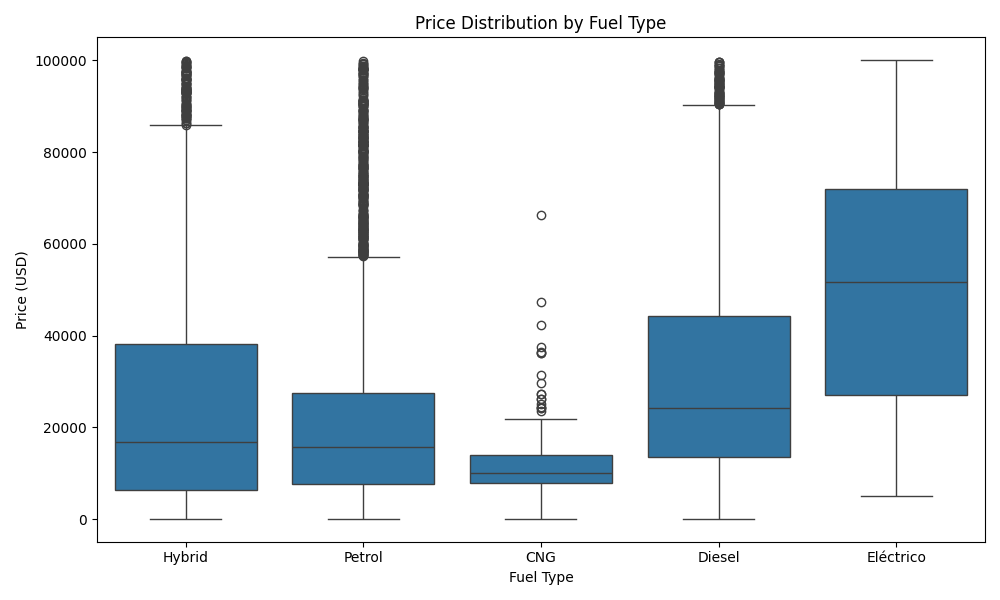 Price Distribution by Fuel Type
100000
80000
60000
40000
20000
0
Price (USD)
Hybrid Petrol CNG Diesel Eléctrico
Fuel Type